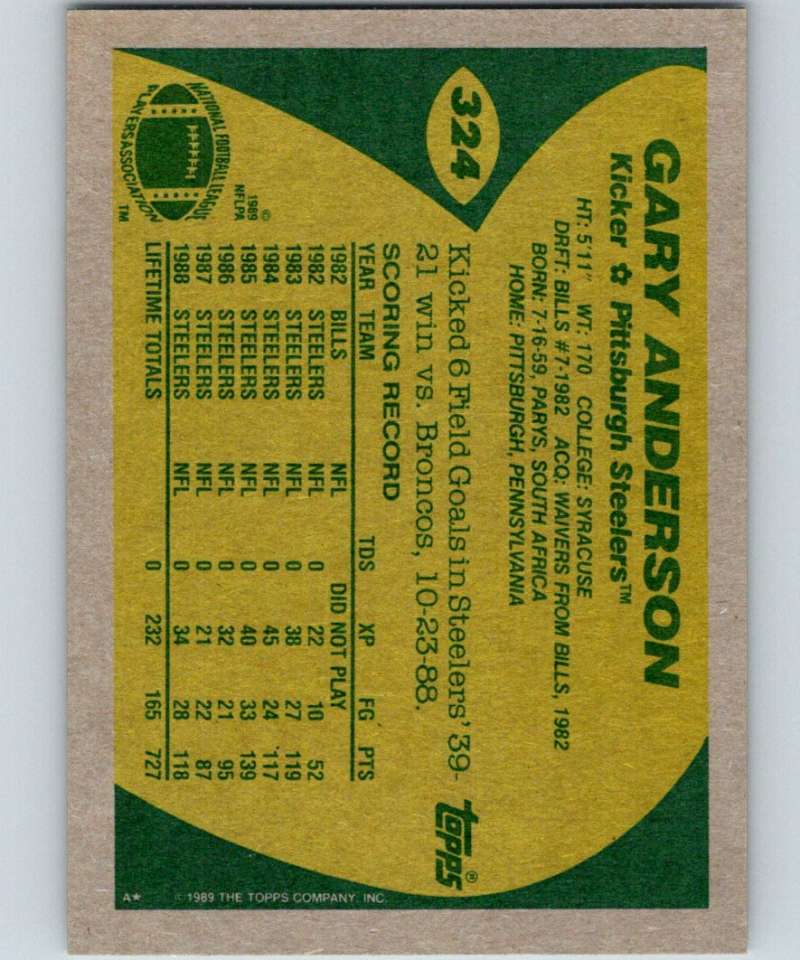 324
GARY ANDERSON
Kicker ✩ Pittsburgh Steelers™
HT: 5'11" WT: 170 COLLEGE: SYRACUSE
DRFT: BILLS #7-1982 ACQ: WAIVERS FROM BILLS, 1982
BORN: 7-16-59, PARYS, SOUTH AFRICA
HOME: PITTSBURGH, PENNSYLVANIA
Kicked 6 Field Goals in Steelers' 39-
21 win vs. Broncos, 10-23-88.
SCORING RECORD
YEAR TEAM TDS XP FG PTS
1982 BILLS NFL DID NOT PLAY
1982 STEELERS NFL 0 22 10 52
1983 STEELERS NFL 0 38 27 119
1984 STEELERS NFL 0 45 24 117
1985 STEELERS NFL 0 40 33 139
1986 STEELERS NFL 0 32 21 95
1987 STEELERS NFL 0 21 22 87
1988 STEELERS NFL 0 34 28 118
LIFETIME TOTALS 0 232 165 727
NATIONAL FOOTBALL LEAGUE
PLAYERS ASSOCIATION
TM
©
1989
NFLPA
topps®
A★ © 1989 THE TOPPS COMPANY, INC.